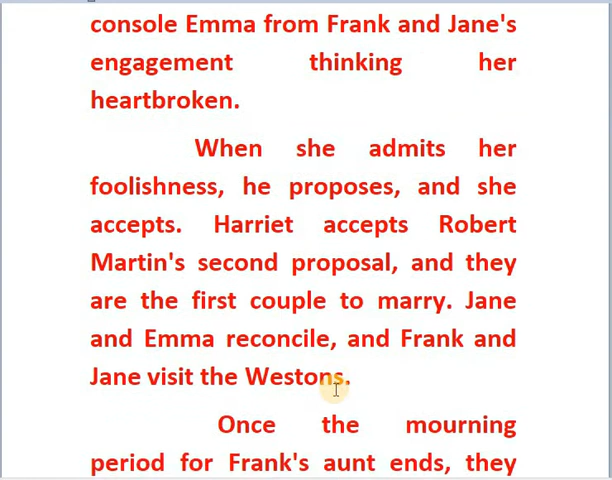 console Emma from Frank and Jane's
engagement thinking her
heartbroken.
When she admits her
foolishness, he proposes, and she
accepts. Harriet accepts Robert
Martin's second proposal, and they
are the first couple to marry. Jane
and Emma reconcile, and Frank and
Jane visit the Westons.
Once the mourning
period for Frank's aunt ends, they